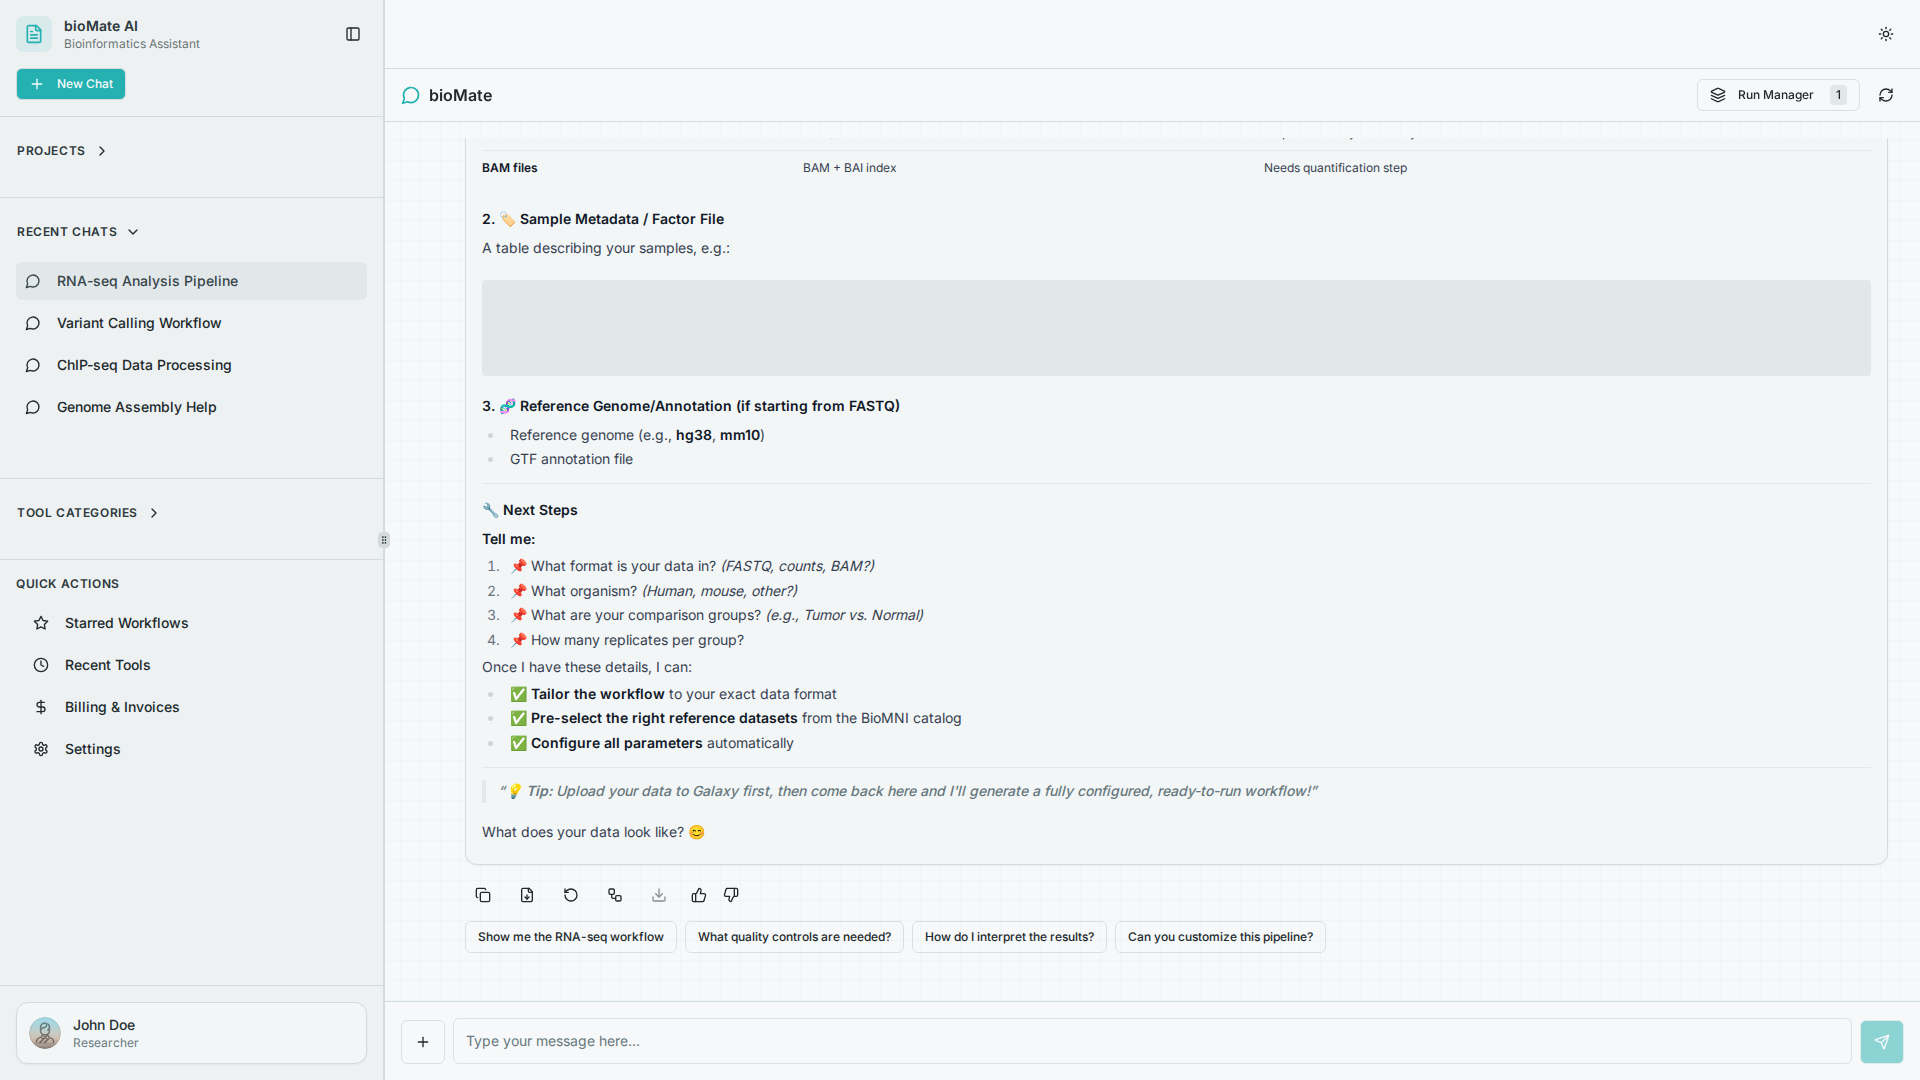 bioMate AI
Bioinformatics Assistant
New Chat
PROJECTS
RECENT CHATS
RNA-seq Analysis Pipeline
Variant Calling Workflow
ChIP-seq Data Processing
Genome Assembly Help
TOOL CATEGORIES
QUICK ACTIONS
Starred Workflows
Recent Tools
Billing & Invoices
Settings
John Doe
Researcher
bioMate
Run Manager 1
BAM files BAM + BAI index Needs quantification step
2. 🏷️ Sample Metadata / Factor File
A table describing your samples, e.g.:
3. 🧬 Reference Genome/Annotation (if starting from FASTQ)
Reference genome (e.g., hg38, mm10)
GTF annotation file
🔧 Next Steps
Tell me:
1. 📌 What format is your data in? (FASTQ, counts, BAM?)
2. 📌 What organism? (Human, mouse, other?)
3. 📌 What are your comparison groups? (e.g., Tumor vs. Normal)
4. 📌 How many replicates per group?
Once I have these details, I can:
✅ Tailor the workflow to your exact data format
✅ Pre-select the right reference datasets from the BioMNI catalog
✅ Configure all parameters automatically
“💡 Tip: Upload your data to Galaxy first, then come back here and I'll generate a fully configured, ready-to-run workflow!”
What does your data look like? 😊
Show me the RNA-seq workflow
What quality controls are needed?
How do I interpret the results?
Can you customize this pipeline?
Type your message here...